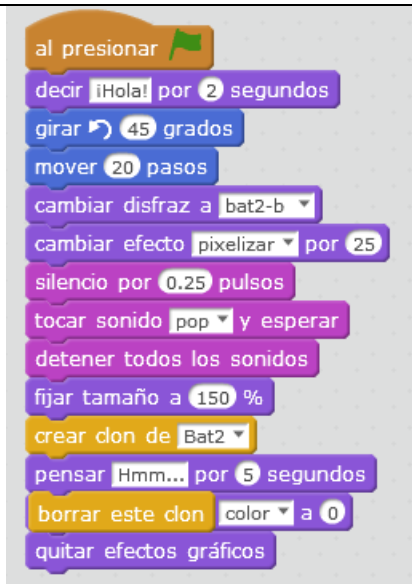 al presionar
decir ¡Hola! por 2 segundos
girar 45 grados
mover 20 pasos
cambiar disfraz a bat2-b
cambiar efecto pixelizar por 25
silencio por 0.25 pulsos
tocar sonido pop y esperar
detener todos los sonidos
fijar tamaño a 150 %
crear clon de Bat2
pensar Hmm... por 5 segundos
borrar este clon color a 0
quitar efectos gráficos